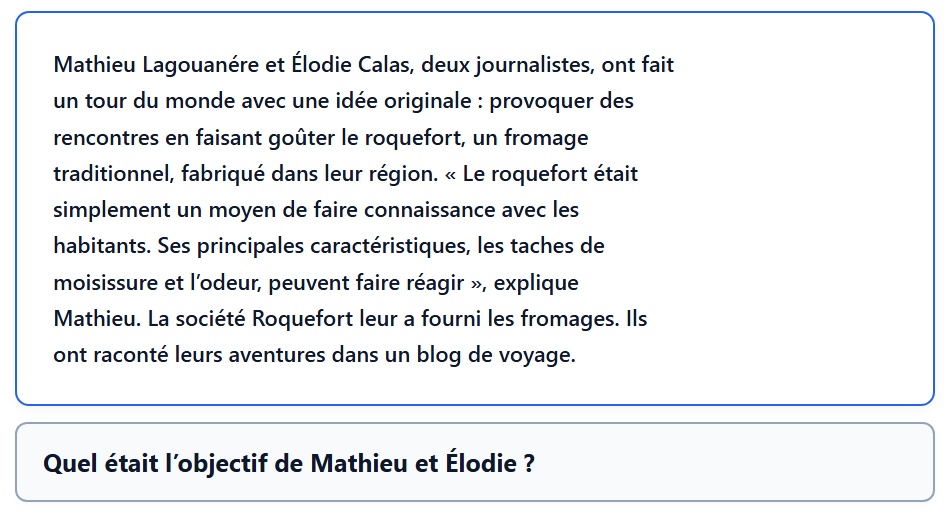 Mathieu Lagouanére et Élodie Calas, deux journalistes, ont fait
un tour du monde avec une idée originale : provoquer des
rencontres en faisant goûter le roquefort, un fromage
traditionnel, fabriqué dans leur région. « Le roquefort était
simplement un moyen de faire connaissance avec les
habitants. Ses principales caractéristiques, les taches de
moisissure et l’odeur, peuvent faire réagir », explique
Mathieu. La société Roquefort leur a fourni les fromages. Ils
ont raconté leurs aventures dans un blog de voyage.
Quel était l’objectif de Mathieu et Élodie ?